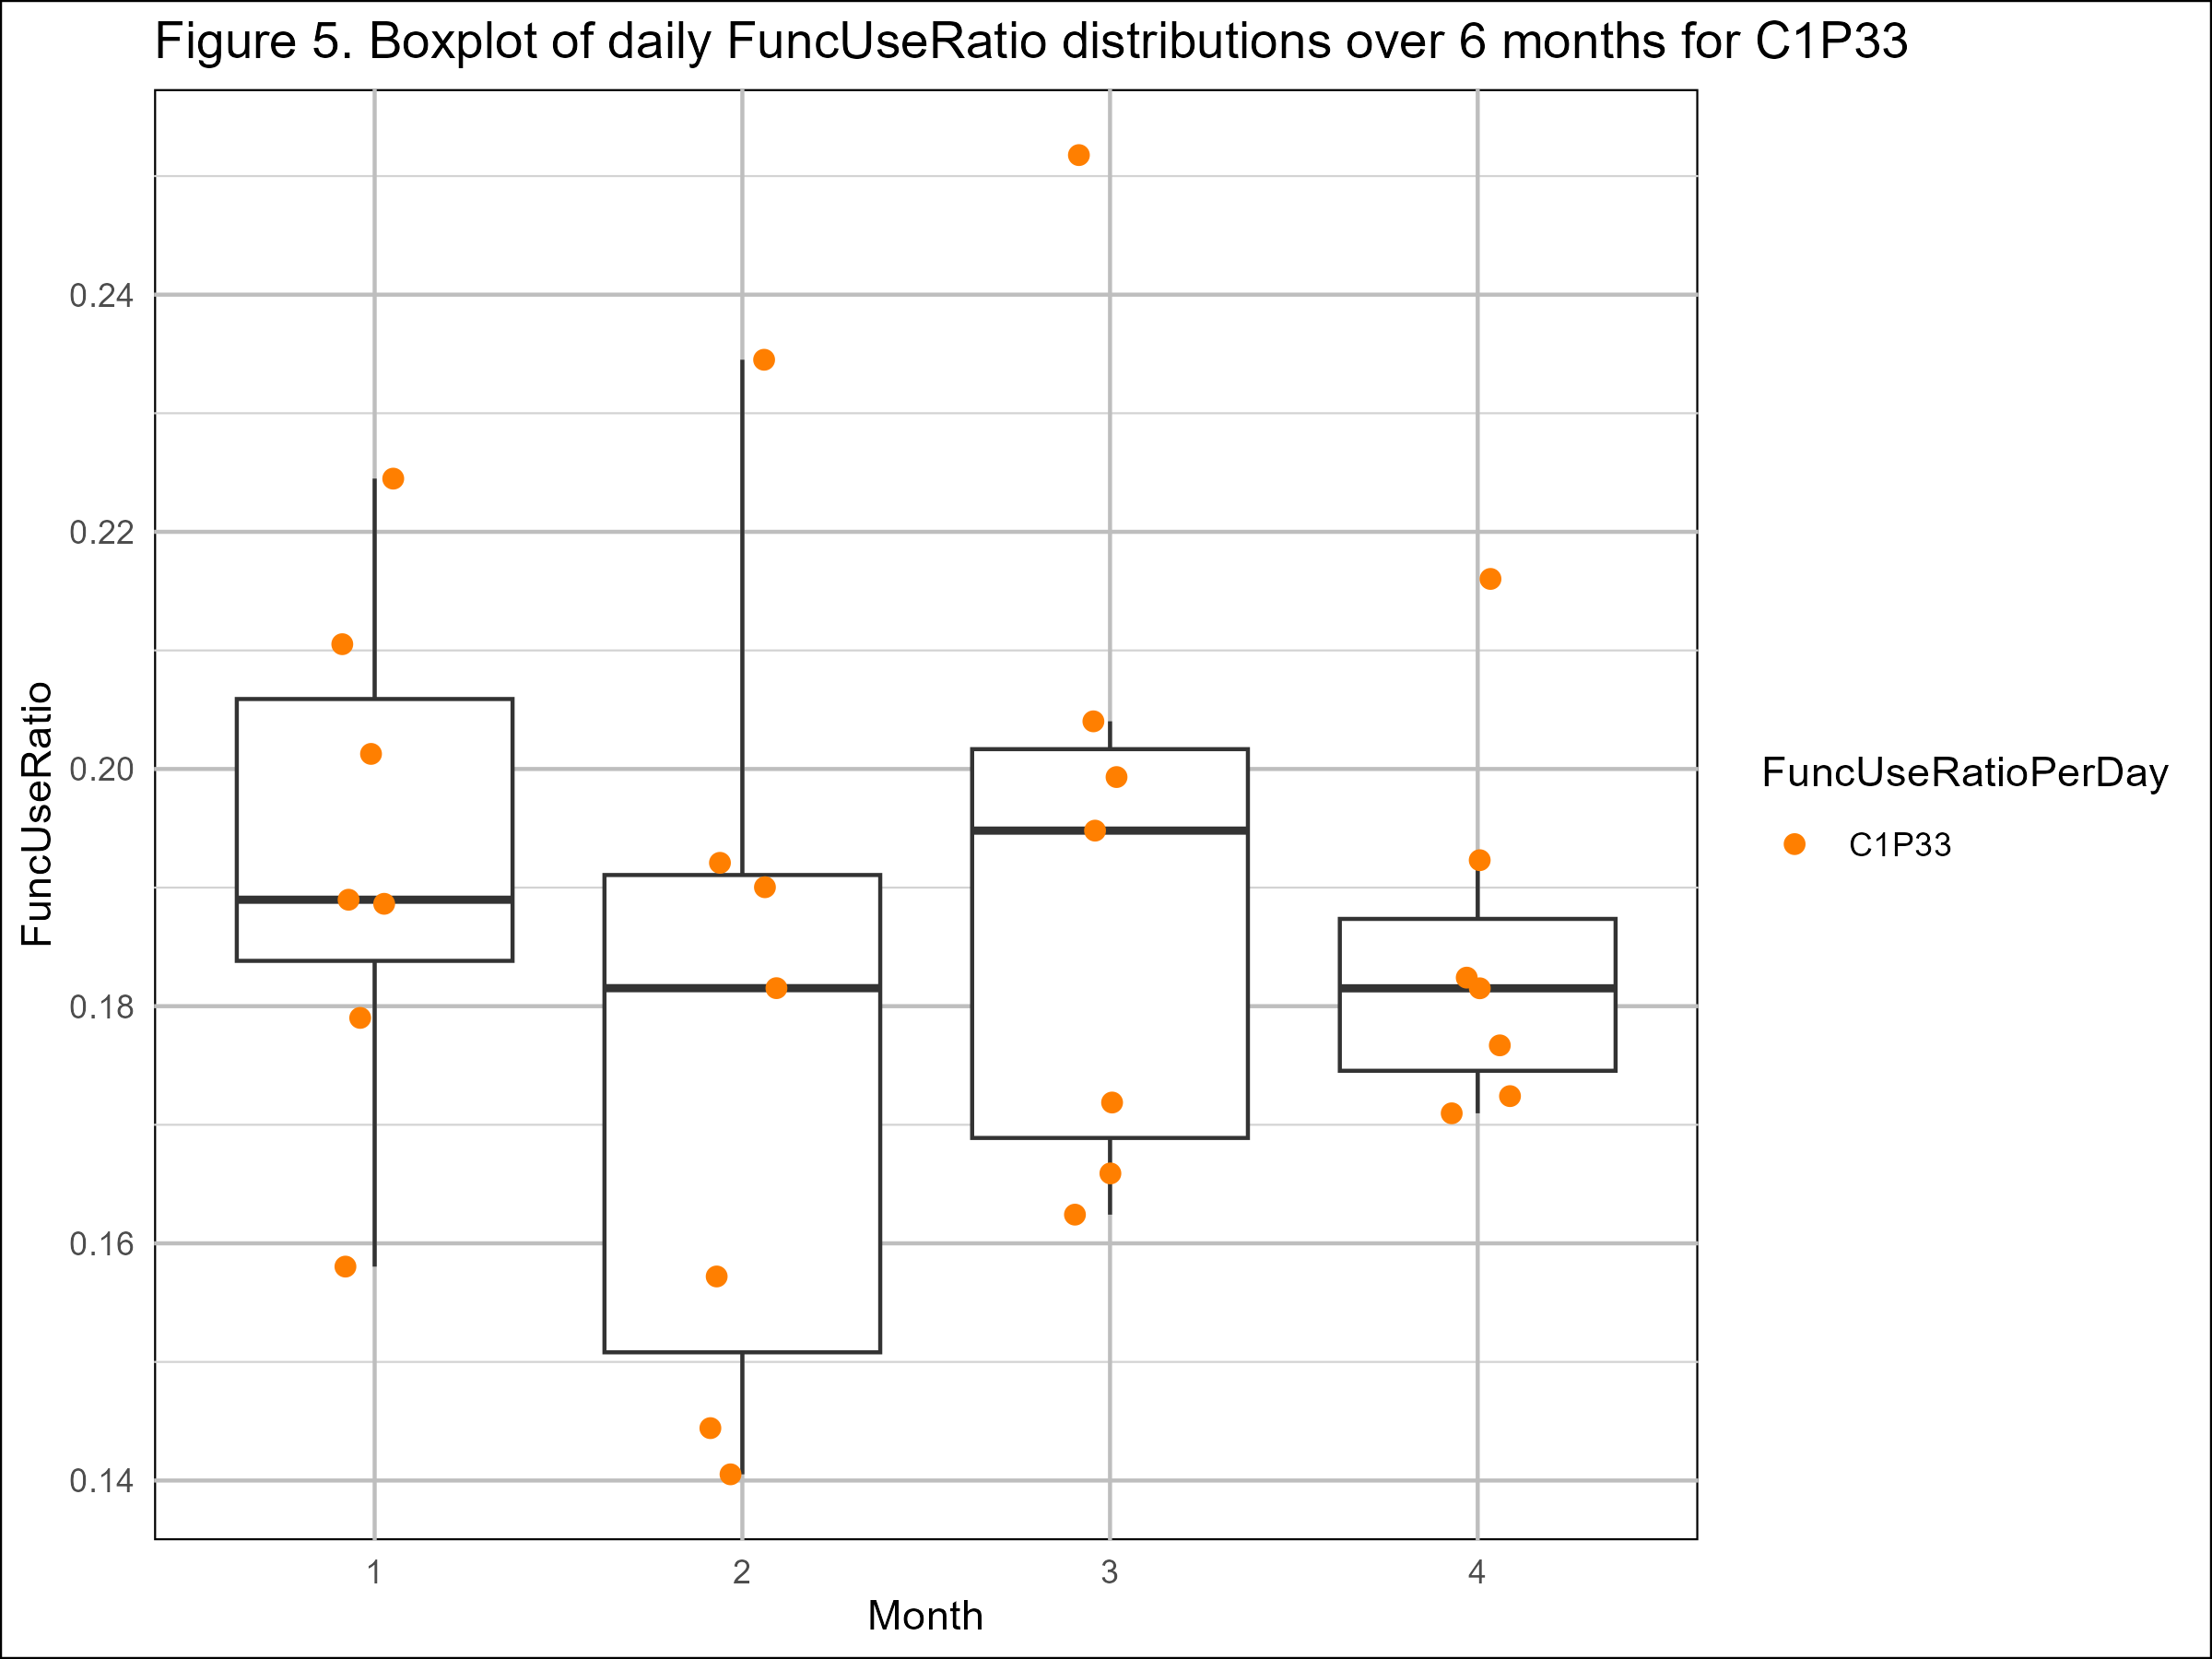 Figure 5. Boxplot of daily FuncUseRatio distributions over 6 months for C1P33
FuncUseRatio
0.24
0.22
0.20
0.18
0.16
0.14
1 2 3 4
Month
FuncUseRatioPerDay
C1P33